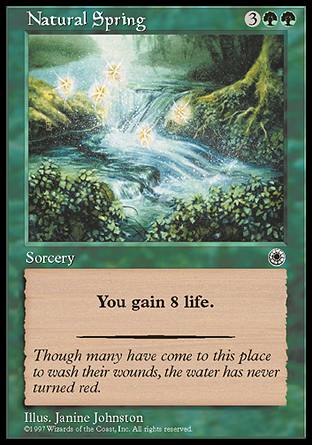 Natural Spring 3
Sorcery
You gain 8 life.
Though many have come to this place
to wash their wounds, the water has never
turned red.
Illus. Janine Johnston
©1997 Wizards of the Coast, Inc. All rights reserved.